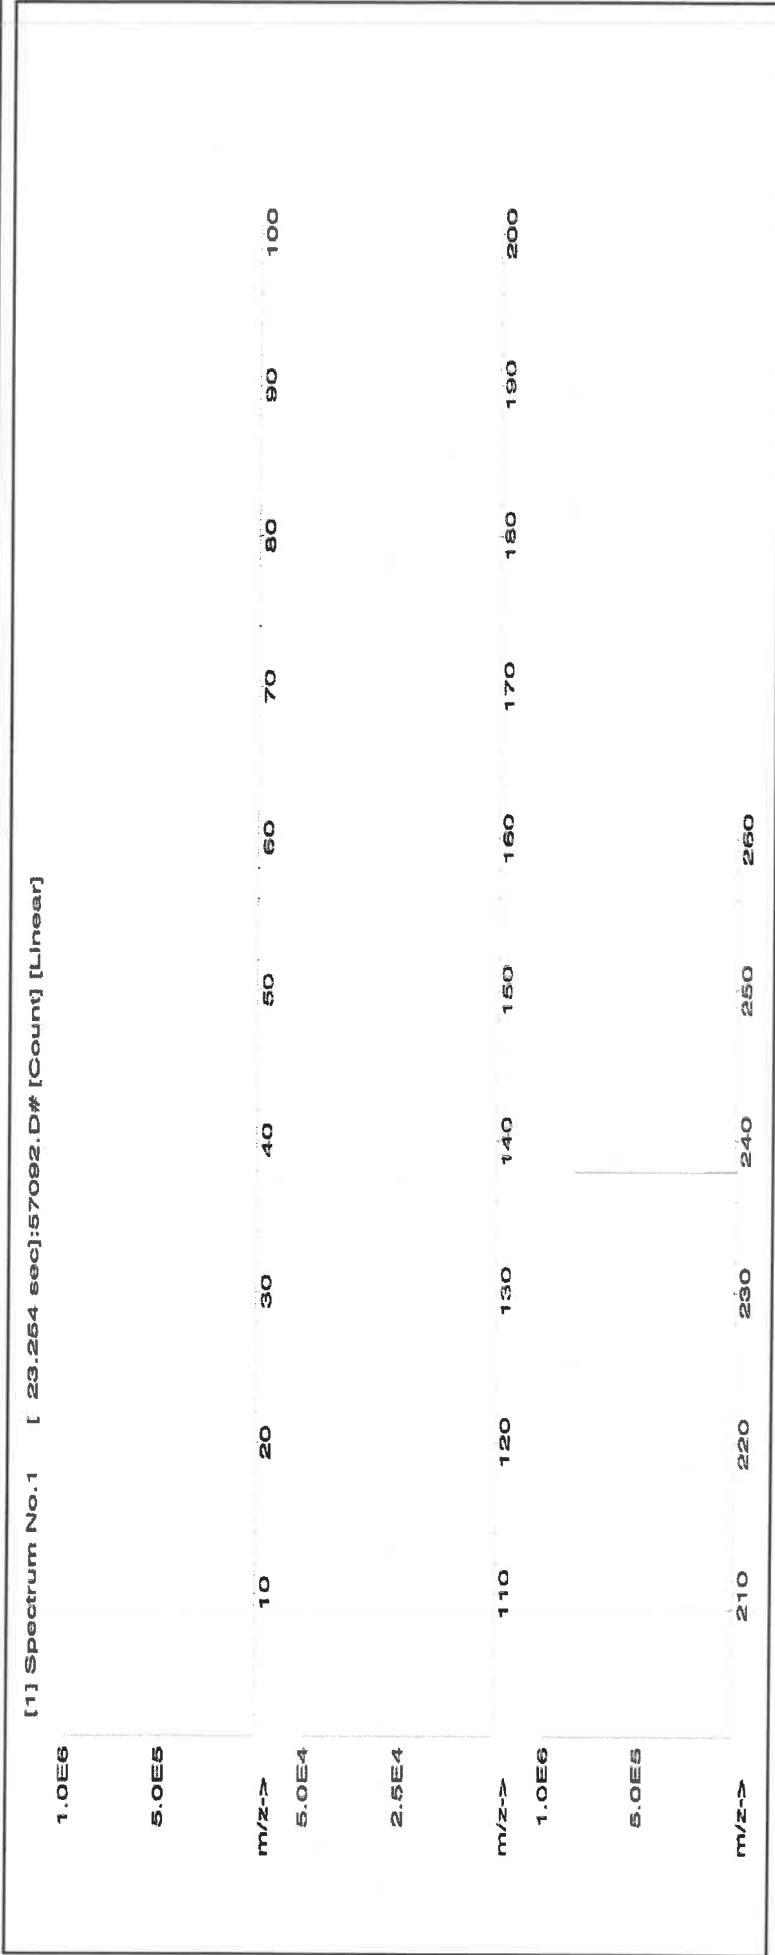 [1] Spectrum No.1 [ 23.254 sec]:57092.D# [Count] [Linear]
1.0E6
5.0E5
m/z-> 10 20 30 40 50 60 70 80 90 100
5.0E4
2.5E4
m/z-> 110 120 130 140 150 160 170 180 190 200
1.0E6
5.0E5
m/z-> 210 220 230 240 250 260